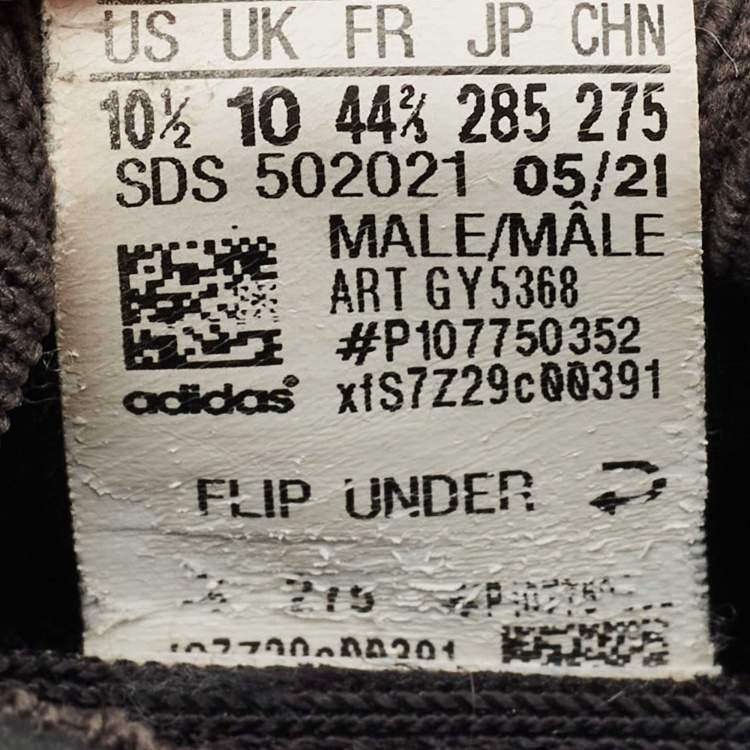 US UK FR JP CHN
10½ 10 44⅔ 285 275
SDS 502021 05/21
MALE/MÂLE
ART GY5368
#P107750352
adidas® xfS7Z29c00391
FLIP UNDER
275